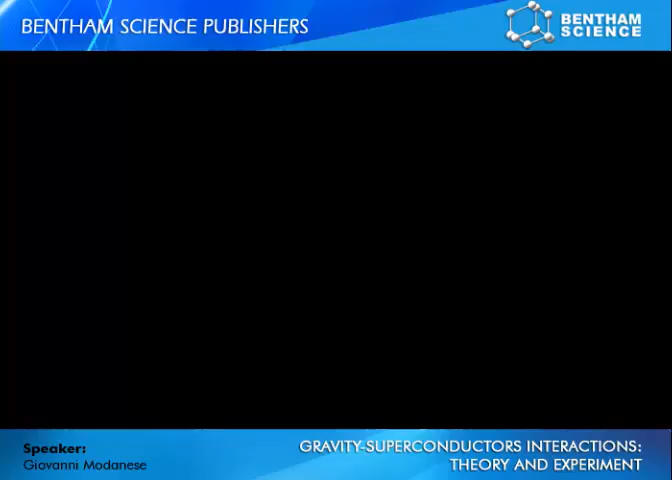 BENTHAM SCIENCE PUBLISHERS
BENTHAM
SCIENCE
Speaker:
Giovanni Modanese
GRAVITY-SUPERCONDUCTORS INTERACTIONS:
THEORY AND EXPERIMENT